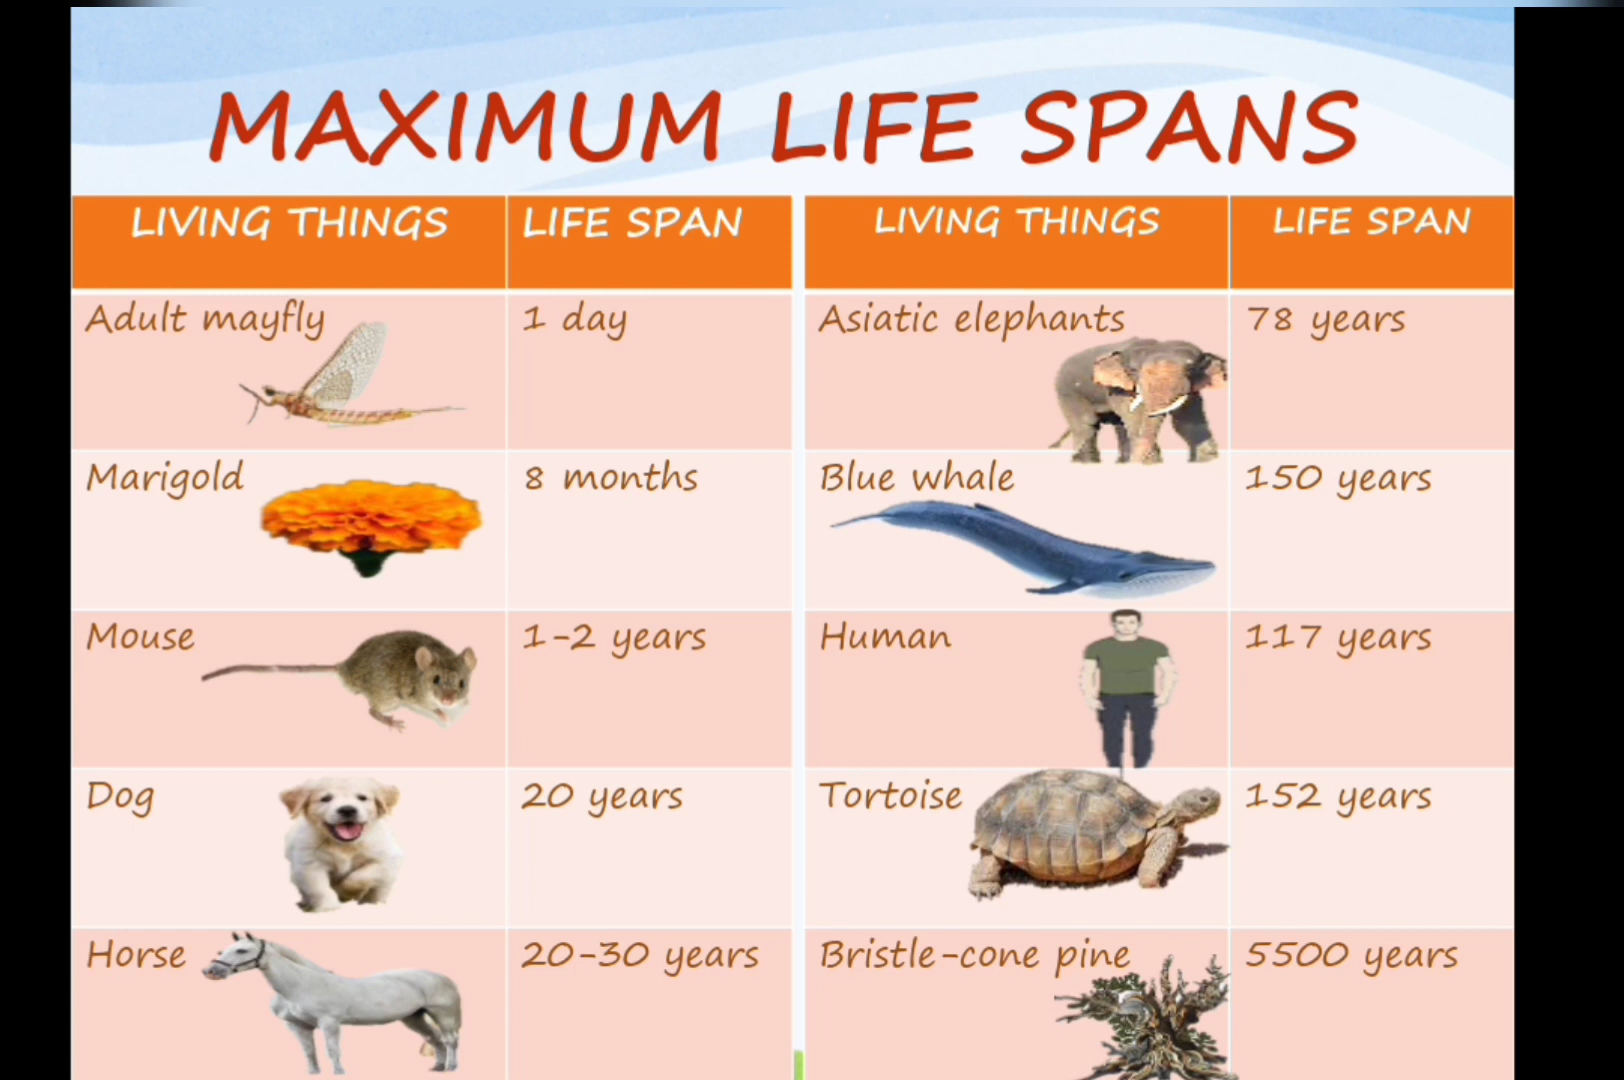 MAXIMUM LIFE SPANS
LIVING THINGS LIFE SPAN LIVING THINGS LIFE SPAN
Adult mayfly 1 day Asiatic elephants 78 years
Marigold 8 months Blue whale 150 years
Mouse 1-2 years Human 117 years
Dog 20 years Tortoise 152 years
Horse 20-30 years Bristle-cone pine 5500 years